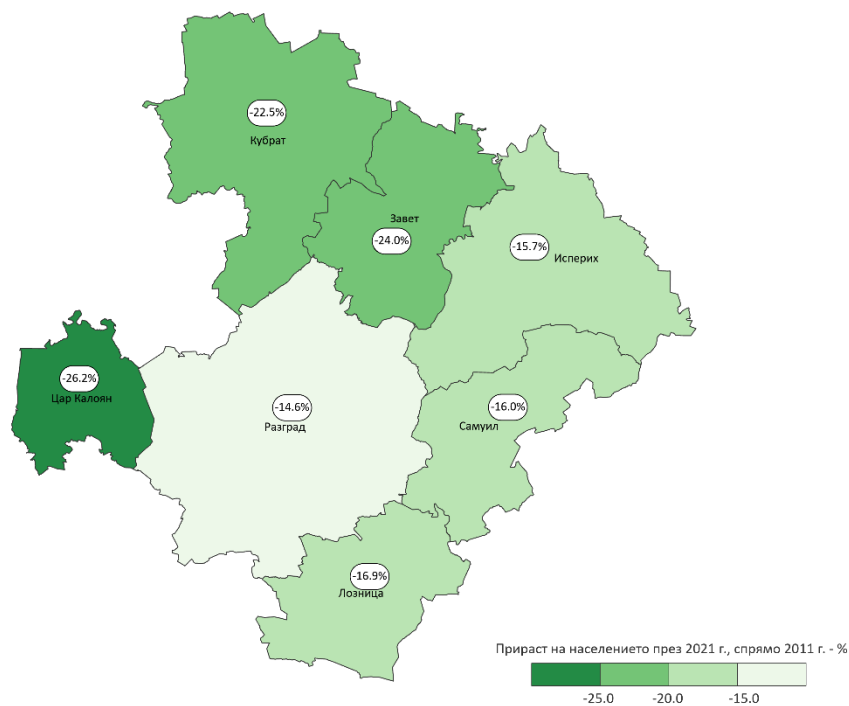 -22.5%
Кубрат
Завет
-24.0%
-15.7%
Исперих
-26.2%
Цар Калоян
-14.6%
Разград
-16.0%
Самуил
-16.9%
Лозница
Прираст на населението през 2021 г., спрямо 2011 г. - %
-25.0 -20.0 -15.0